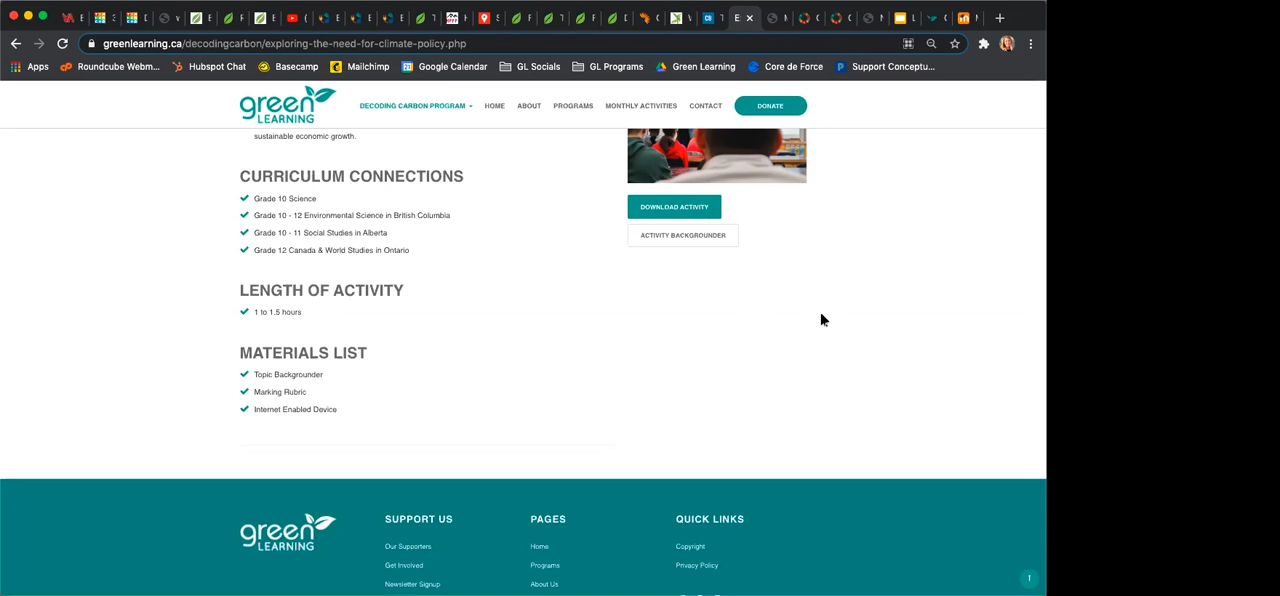 greenlearning.ca/decodingcarbon/exploring-the-need-for-climate-policy.php
Apps Roundcube Webm... Hubspot Chat Basecamp Mailchimp Google Calendar GL Socials GL Programs Green Learning Core de Force Support Conceptu...
green LEARNING
DECODING CARBON PROGRAM HOME ABOUT PROGRAMS MONTHLY ACTIVITIES CONTACT DONATE
sustainable economic growth.
CURRICULUM CONNECTIONS
Grade 10 Science
Grade 10 - 12 Environmental Science in British Columbia
Grade 10 - 11 Social Studies in Alberta
Grade 12 Canada & World Studies in Ontario
DOWNLOAD ACTIVITY
ACTIVITY BACKGROUNDER
LENGTH OF ACTIVITY
1 to 1.5 hours
MATERIALS LIST
Topic Backgrounder
Marking Rubric
Internet Enabled Device
green LEARNING
SUPPORT US
Our Supporters
Get Involved
Newsletter Signup
PAGES
Home
Programs
About Us
QUICK LINKS
Copyright
Privacy Policy